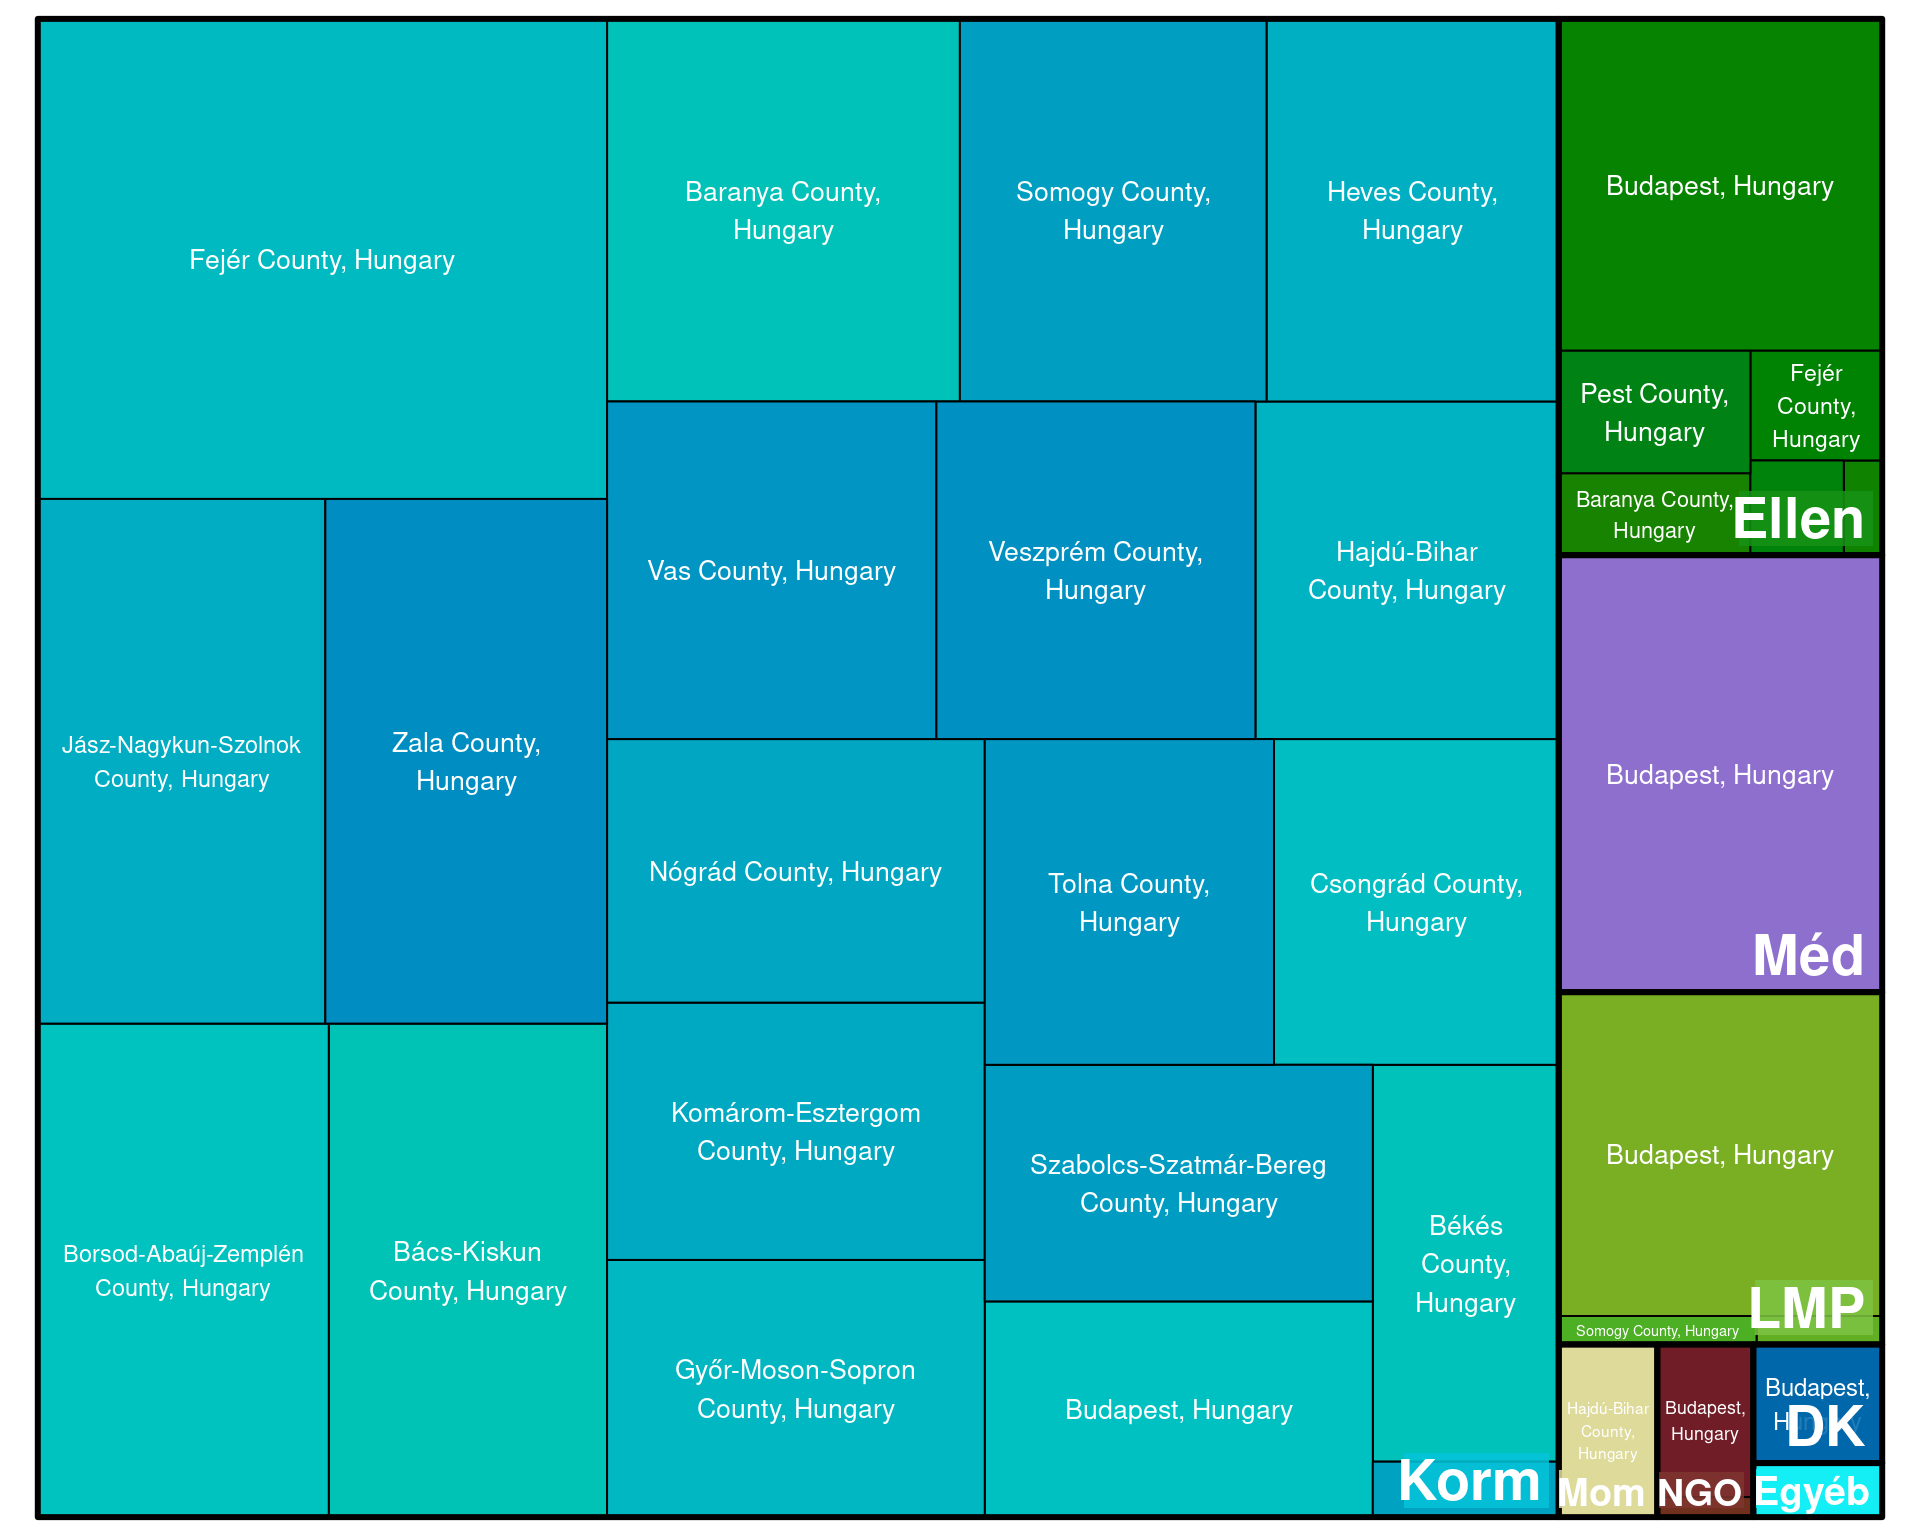 Fejér County, Hungary
Baranya County,
Hungary
Somogy County,
Hungary
Heves County,
Hungary
Budapest, Hungary
Pest County,
Hungary
Fejér
County,
Hungary
Baranya County,
Hungary
Ellen
Vas County, Hungary
Veszprém County,
Hungary
Hajdú-Bihar
County, Hungary
Jász-Nagykun-Szolnok
County, Hungary
Zala County,
Hungary
Budapest, Hungary
Méd
Nógrád County, Hungary
Tolna County,
Hungary
Csongrád County,
Hungary
Komárom-Esztergom
County, Hungary
Szabolcs-Szatmár-Bereg
County, Hungary
Békés
County,
Hungary
Budapest, Hungary
LMP
Somogy County, Hungary
Borsod-Abaúj-Zemplén
County, Hungary
Bács-Kiskun
County, Hungary
Győr-Moson-Sopron
County, Hungary
Budapest, Hungary
Korm
Hajdú-Bihar
County,
Hungary
Mom
Budapest,
Hungary
NGO
Budapest,
Hungary
DK
Egyéb